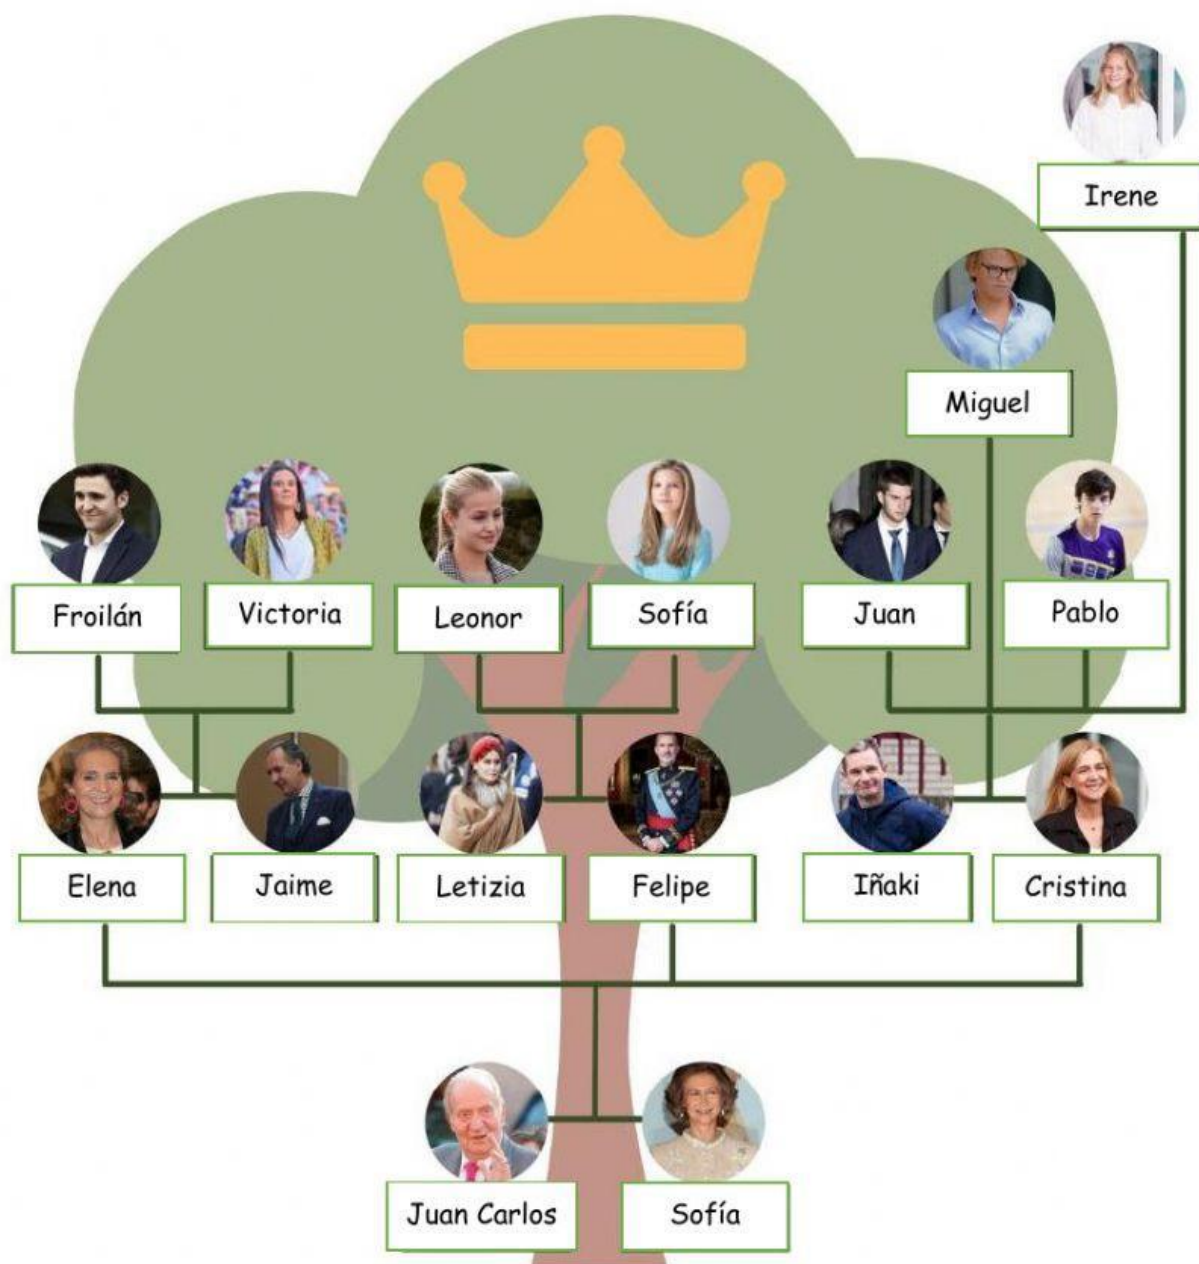 Irene
Miguel
Froilán
Victoria
Leonor
Sofía
Juan
Pablo
Elena
Jaime
Letizia
Felipe
Iñaki
Cristina
Juan Carlos
Sofía